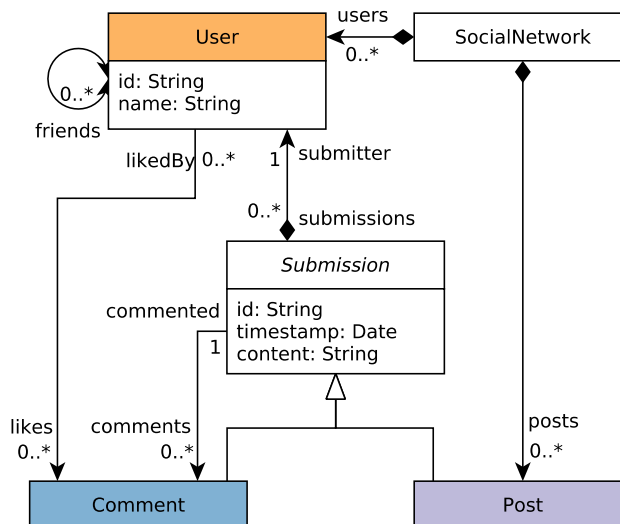 users
User
SocialNetwork
0..*
id: String
name: String
0..*
friends
likedBy
0..*
1
submitter
0..*
submissions
Submission
commented
id: String
timestamp: Date
content: String
1
likes
0..*
comments
0..*
posts
0..*
Comment
Post